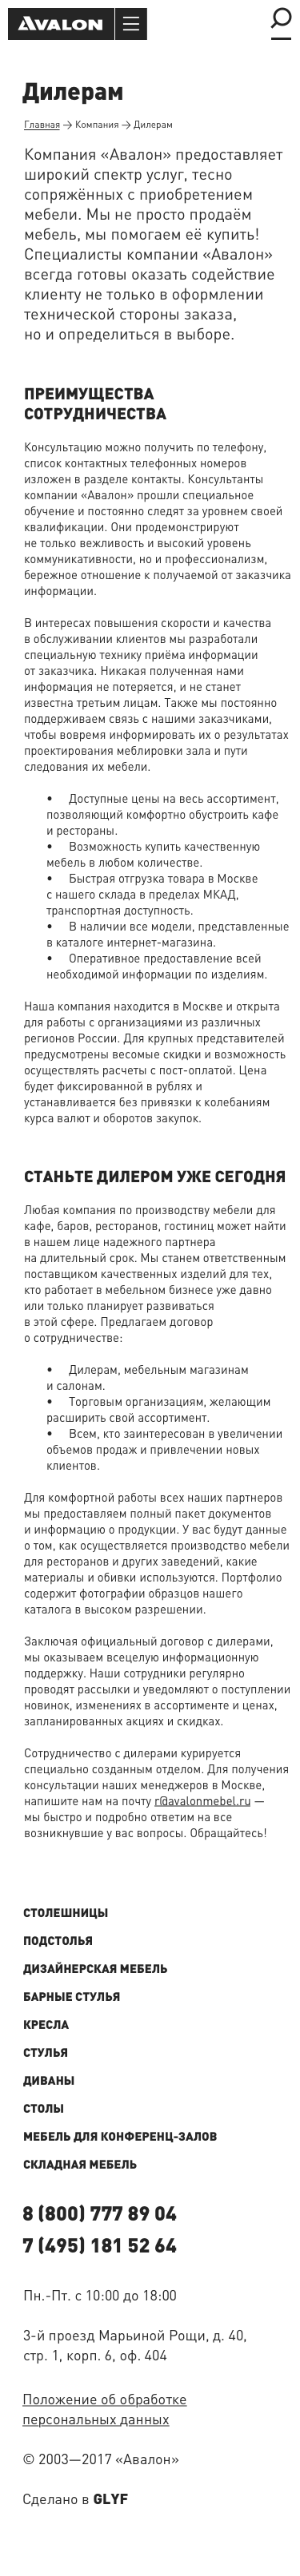 AVALON
Дилерам
Главная → Компания → Дилерам
Компания «Авалон» предоставляет
широкий спектр услуг, тесно
сопряжённых с приобретением
мебели. Мы не просто продаём
мебель, мы помогаем её купить!
Специалисты компании «Авалон»
всегда готовы оказать содействие
клиенту не только в оформлении
технической стороны заказа,
но и определиться в выборе.
ПРЕИМУЩЕСТВА
СОТРУДНИЧЕСТВА
Консультацию можно получить по телефону,
список контактных телефонных номеров
изложен в разделе контакты. Консультанты
компании «Авалон» прошли специальное
обучение и постоянно следят за уровнем своей
квалификации. Они продемонстрируют
не только вежливость и высокий уровень
коммуникативности, но и профессионализм,
бережное отношение к получаемой от заказчика
информации.
В интересах повышения скорости и качества
в обслуживании клиентов мы разработали
специальную технику приёма информации
от заказчика. Никакая полученная нами
информация не потеряется, и не станет
известна третьим лицам. Также мы постоянно
поддерживаем связь с нашими заказчиками,
чтобы вовремя информировать их о результатах
проектирования меблировки зала и пути
следования их мебели.
• Доступные цены на весь ассортимент,
позволяющий комфортно обустроить кафе
и рестораны.
• Возможность купить качественную
мебель в любом количестве.
• Быстрая отгрузка товара в Москве
с нашего склада в пределах МКАД,
транспортная доступность.
• В наличии все модели, представленные
в каталоге интернет-магазина.
• Оперативное предоставление всей
необходимой информации по изделиям.
Наша компания находится в Москве и открыта
для работы с организациями из различных
регионов России. Для крупных представителей
предусмотрены весомые скидки и возможность
осуществлять расчеты с пост-оплатой. Цена
будет фиксированной в рублях и
устанавливается без привязки к колебаниям
курса валют и оборотов закупок.
СТАНЬТЕ ДИЛЕРОМ УЖЕ СЕГОДНЯ
Любая компания по производству мебели для
кафе, баров, ресторанов, гостиниц может найти
в нашем лице надежного партнера
на длительный срок. Мы станем ответственным
поставщиком качественных изделий для тех,
кто работает в мебельном бизнесе уже давно
или только планирует развиваться
в этой сфере. Предлагаем договор
о сотрудничестве:
• Дилерам, мебельным магазинам
и салонам.
• Торговым организациям, желающим
расширить свой ассортимент.
• Всем, кто заинтересован в увеличении
объемов продаж и привлечении новых
клиентов.
Для комфортной работы всех наших партнеров
мы предоставляем полный пакет документов
и информацию о продукции. У вас будут данные
о том, как осуществляется производство мебели
для ресторанов и других заведений, какие
материалы и обивки используются. Портфолио
содержит фотографии образцов нашего
каталога в высоком разрешении.
Заключая официальный договор с дилерами,
мы оказываем всецелую информационную
поддержку. Наши сотрудники регулярно
проводят рассылки и уведомляют о поступлении
новинок, изменениях в ассортименте и ценах,
запланированных акциях и скидках.
Сотрудничество с дилерами курируется
специально созданным отделом. Для получения
консультации наших менеджеров в Москве,
напишите нам на почту r@avalonmebel.ru —
мы быстро и подробно ответим на все
возникнувшие у вас вопросы. Обращайтесь!
СТОЛЕШНИЦЫ
ПОДСТОЛЬЯ
ДИЗАЙНЕРСКАЯ МЕБЕЛЬ
БАРНЫЕ СТУЛЬЯ
КРЕСЛА
СТУЛЬЯ
ДИВАНЫ
СТОЛЫ
МЕБЕЛЬ ДЛЯ КОНФЕРЕНЦ-ЗАЛОВ
СКЛАДНАЯ МЕБЕЛЬ
8 (800) 777 89 04
7 (495) 181 52 64
Пн.-Пт. с 10:00 до 18:00
3-й проезд Марьиной Рощи, д. 40,
стр. 1, корп. 6, оф. 404
Положение об обработке
персональных данных
© 2003—2017 «Авалон»
Сделано в GLYF